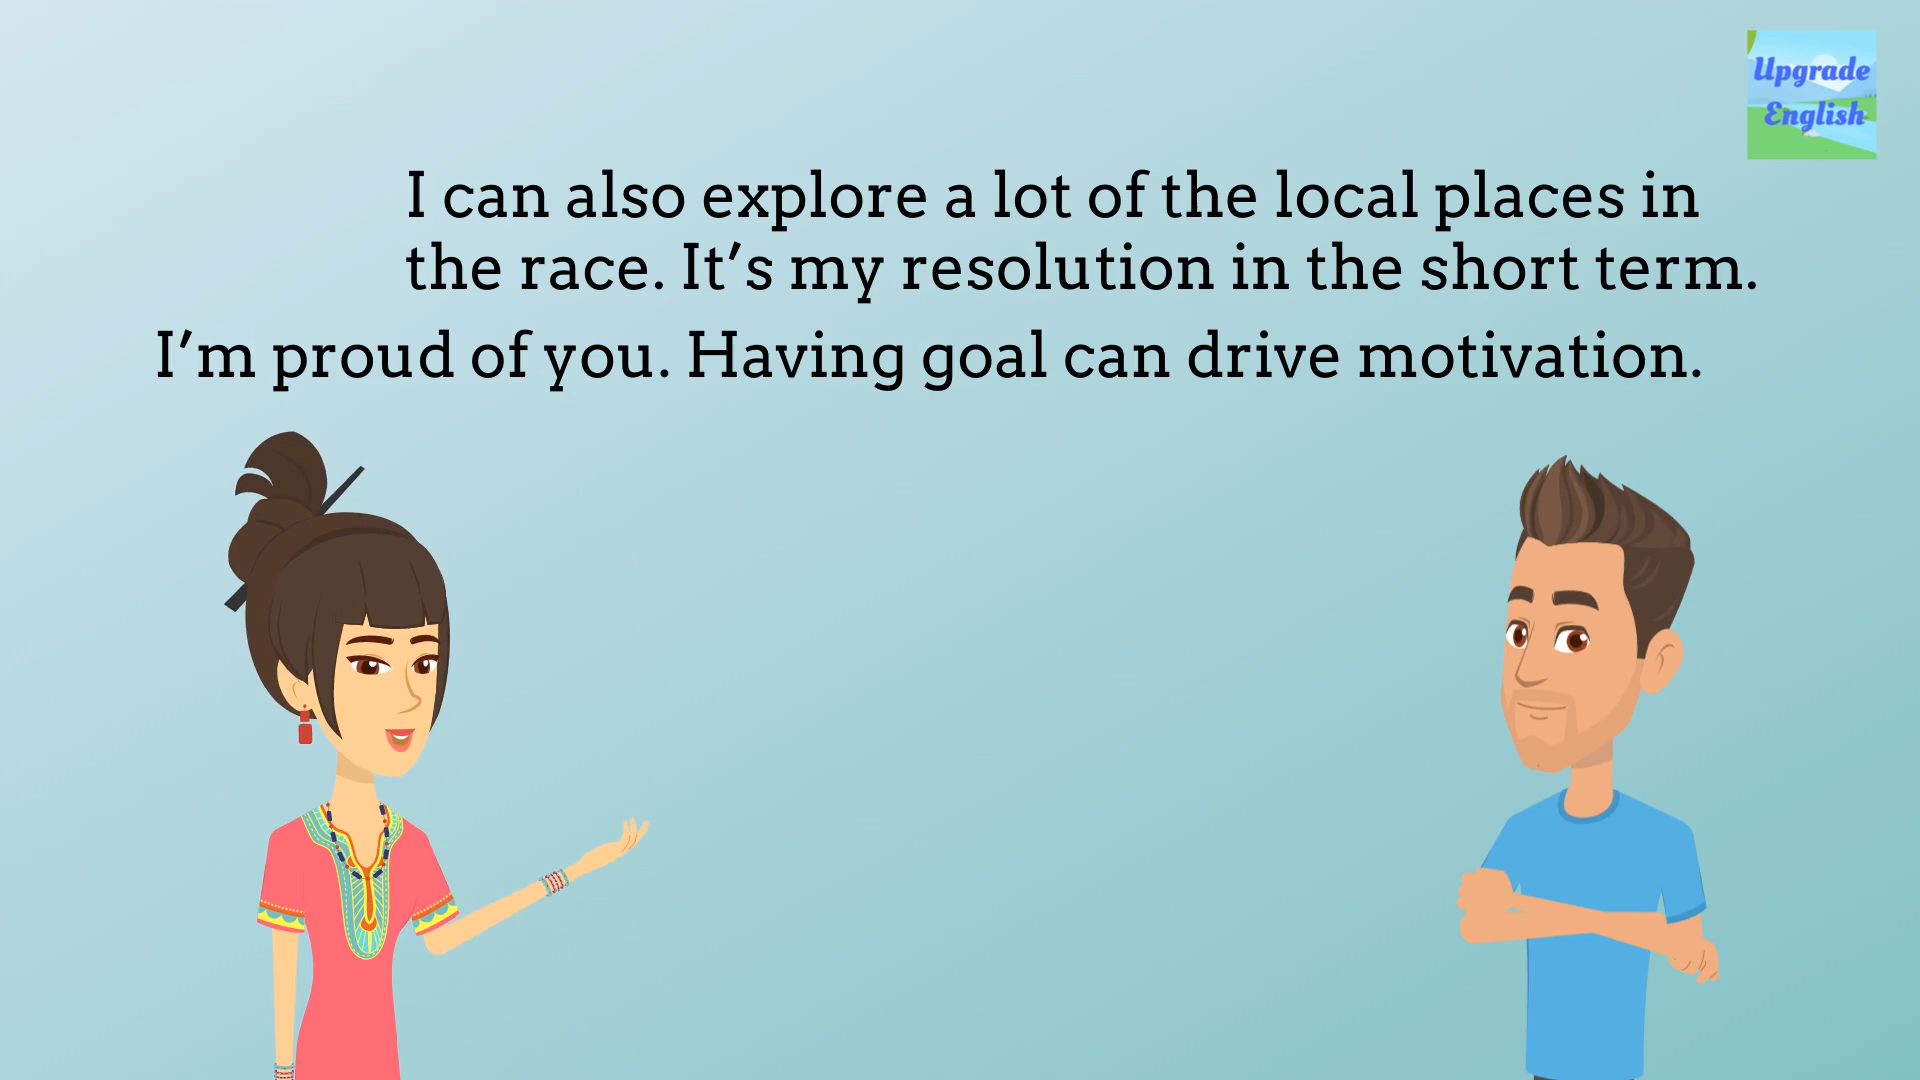 Upgrade
English
I can also explore a lot of the local places in
the race. It’s my resolution in the short term.
I’m proud of you. Having goal can drive motivation.